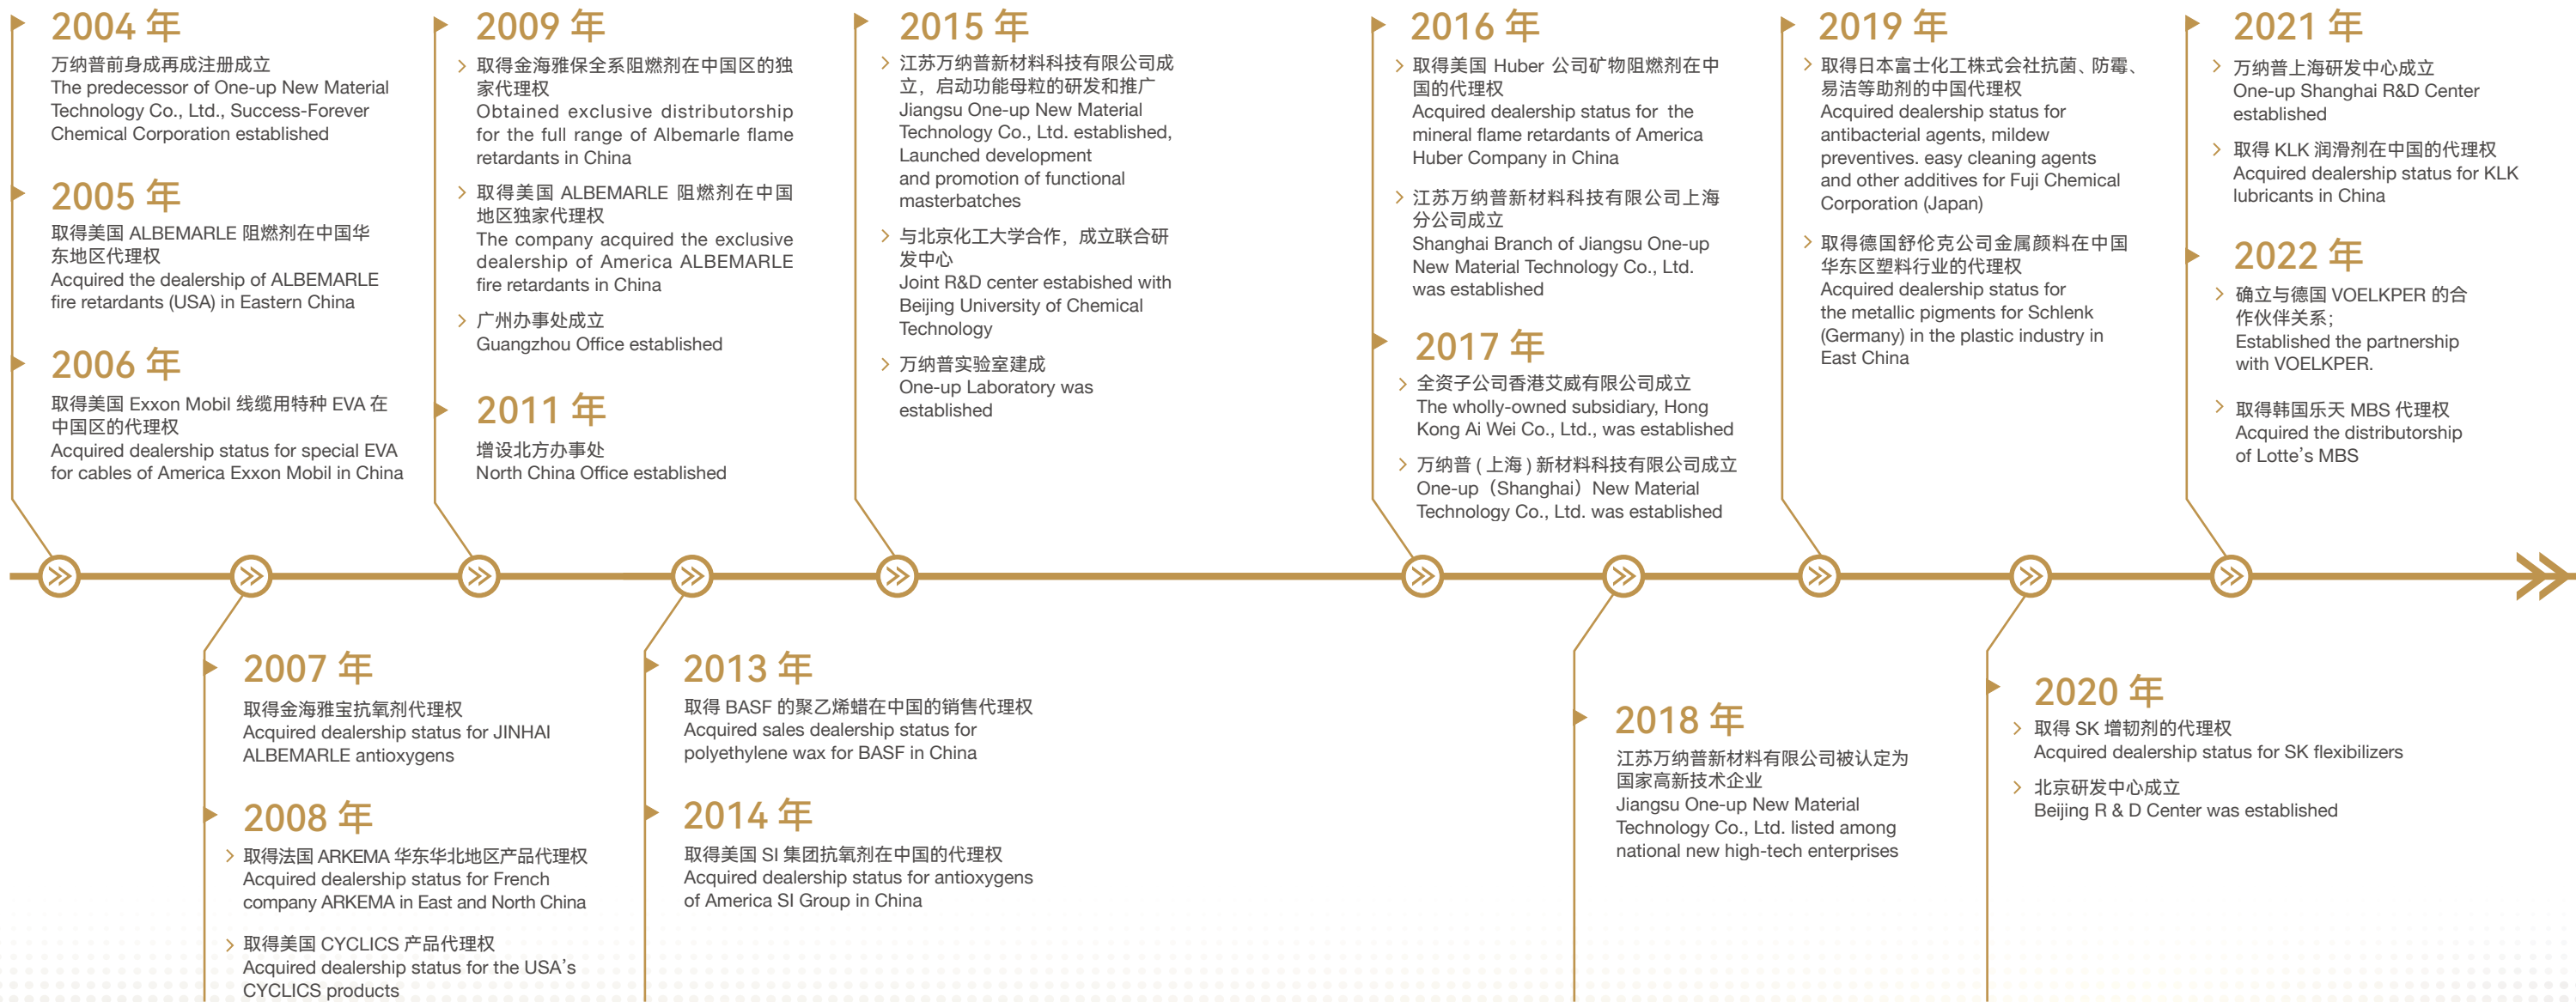 2004 年
万纳普前身成再成注册成立
The predecessor of One-up New Material
Technology Co., Ltd., Success-Forever
Chemical Corporation established
2005 年
取得美国 ALBEMARLE 阻燃剂在中国华
东地区代理权
Acquired the dealership of ALBEMARLE
fire retardants (USA) in Eastern China
2006 年
取得美国 Exxon Mobil 线缆用特种 EVA 在
中国区的代理权
Acquired dealership status for special EVA
for cables of America Exxon Mobil in China
2007 年
取得金海雅宝抗氧剂代理权
Acquired dealership status for JINHAI
ALBEMARLE antioxygens
2008 年
取得法国 ARKEMA 华东华北地区产品代理权
Acquired dealership status for French
company ARKEMA in East and North China
取得美国 CYCLICS 产品代理权
Acquired dealership status for the USA's
CYCLICS products
2009 年
取得金海雅保全系阻燃剂在中国区的独
家代理权
Obtained exclusive distributorship
for the full range of Albemarle flame
retardants in China
取得美国 ALBEMARLE 阻燃剂在中国
地区独家代理权
The company acquired the exclusive
dealership of America ALBEMARLE
fire retardants in China
广州办事处成立
Guangzhou Office established
2011 年
增设北方办事处
North China Office established
2013 年
取得 BASF 的聚乙烯蜡在中国的销售代理权
Acquired sales dealership status for
polyethylene wax for BASF in China
2014 年
取得美国 SI 集团抗氧剂在中国的代理权
Acquired dealership status for antioxygens
of America SI Group in China
2015 年
江苏万纳普新材料科技有限公司成
立，启动功能母粒的研发和推广
Jiangsu One-up New Material
Technology Co., Ltd. established,
Launched development
and promotion of functional
masterbatches
与北京化工大学合作，成立联合研
发中心
Joint R&D center estabished with
Beijing University of Chemical
Technology
万纳普实验室建成
One-up Laboratory was
established
2016 年
取得美国 Huber 公司矿物阻燃剂在中
国的代理权
Acquired dealership status for the
mineral flame retardants of America
Huber Company in China
江苏万纳普新材料科技有限公司上海
分公司成立
Shanghai Branch of Jiangsu One-up
New Material Technology Co., Ltd.
was established
2017 年
全资子公司香港艾威有限公司成立
The wholly-owned subsidiary, Hong
Kong Ai Wei Co., Ltd., was established
万纳普 ( 上海 ) 新材料科技有限公司成立
One-up（Shanghai）New Material
Technology Co., Ltd. was established
2018 年
江苏万纳普新材料有限公司被认定为
国家高新技术企业
Jiangsu One-up New Material
Technology Co., Ltd. listed among
national new high-tech enterprises
2019 年
取得日本富士化工株式会社抗菌、防霉、
易洁等助剂的中国代理权
Acquired dealership status for
antibacterial agents, mildew
preventives. easy cleaning agents
and other additives for Fuji Chemical
Corporation (Japan)
取得德国舒伦克公司金属颜料在中国
华东区塑料行业的代理权
Acquired dealership status for
the metallic pigments for Schlenk
(Germany) in the plastic industry in
East China
2020 年
取得 SK 增韧剂的代理权
Acquired dealership status for SK flexibilizers
北京研发中心成立
Beijing R & D Center was established
2021 年
万纳普上海研发中心成立
One-up Shanghai R&D Center
established
取得 KLK 润滑剂在中国的代理权
Acquired dealership status for KLK
lubricants in China
2022 年
确立与德国 VOELKPER 的合
作伙伴关系；
Established the partnership
with VOELKPER.
取得韩国乐天 MBS 代理权
Acquired the distributorship
of Lotte's MBS